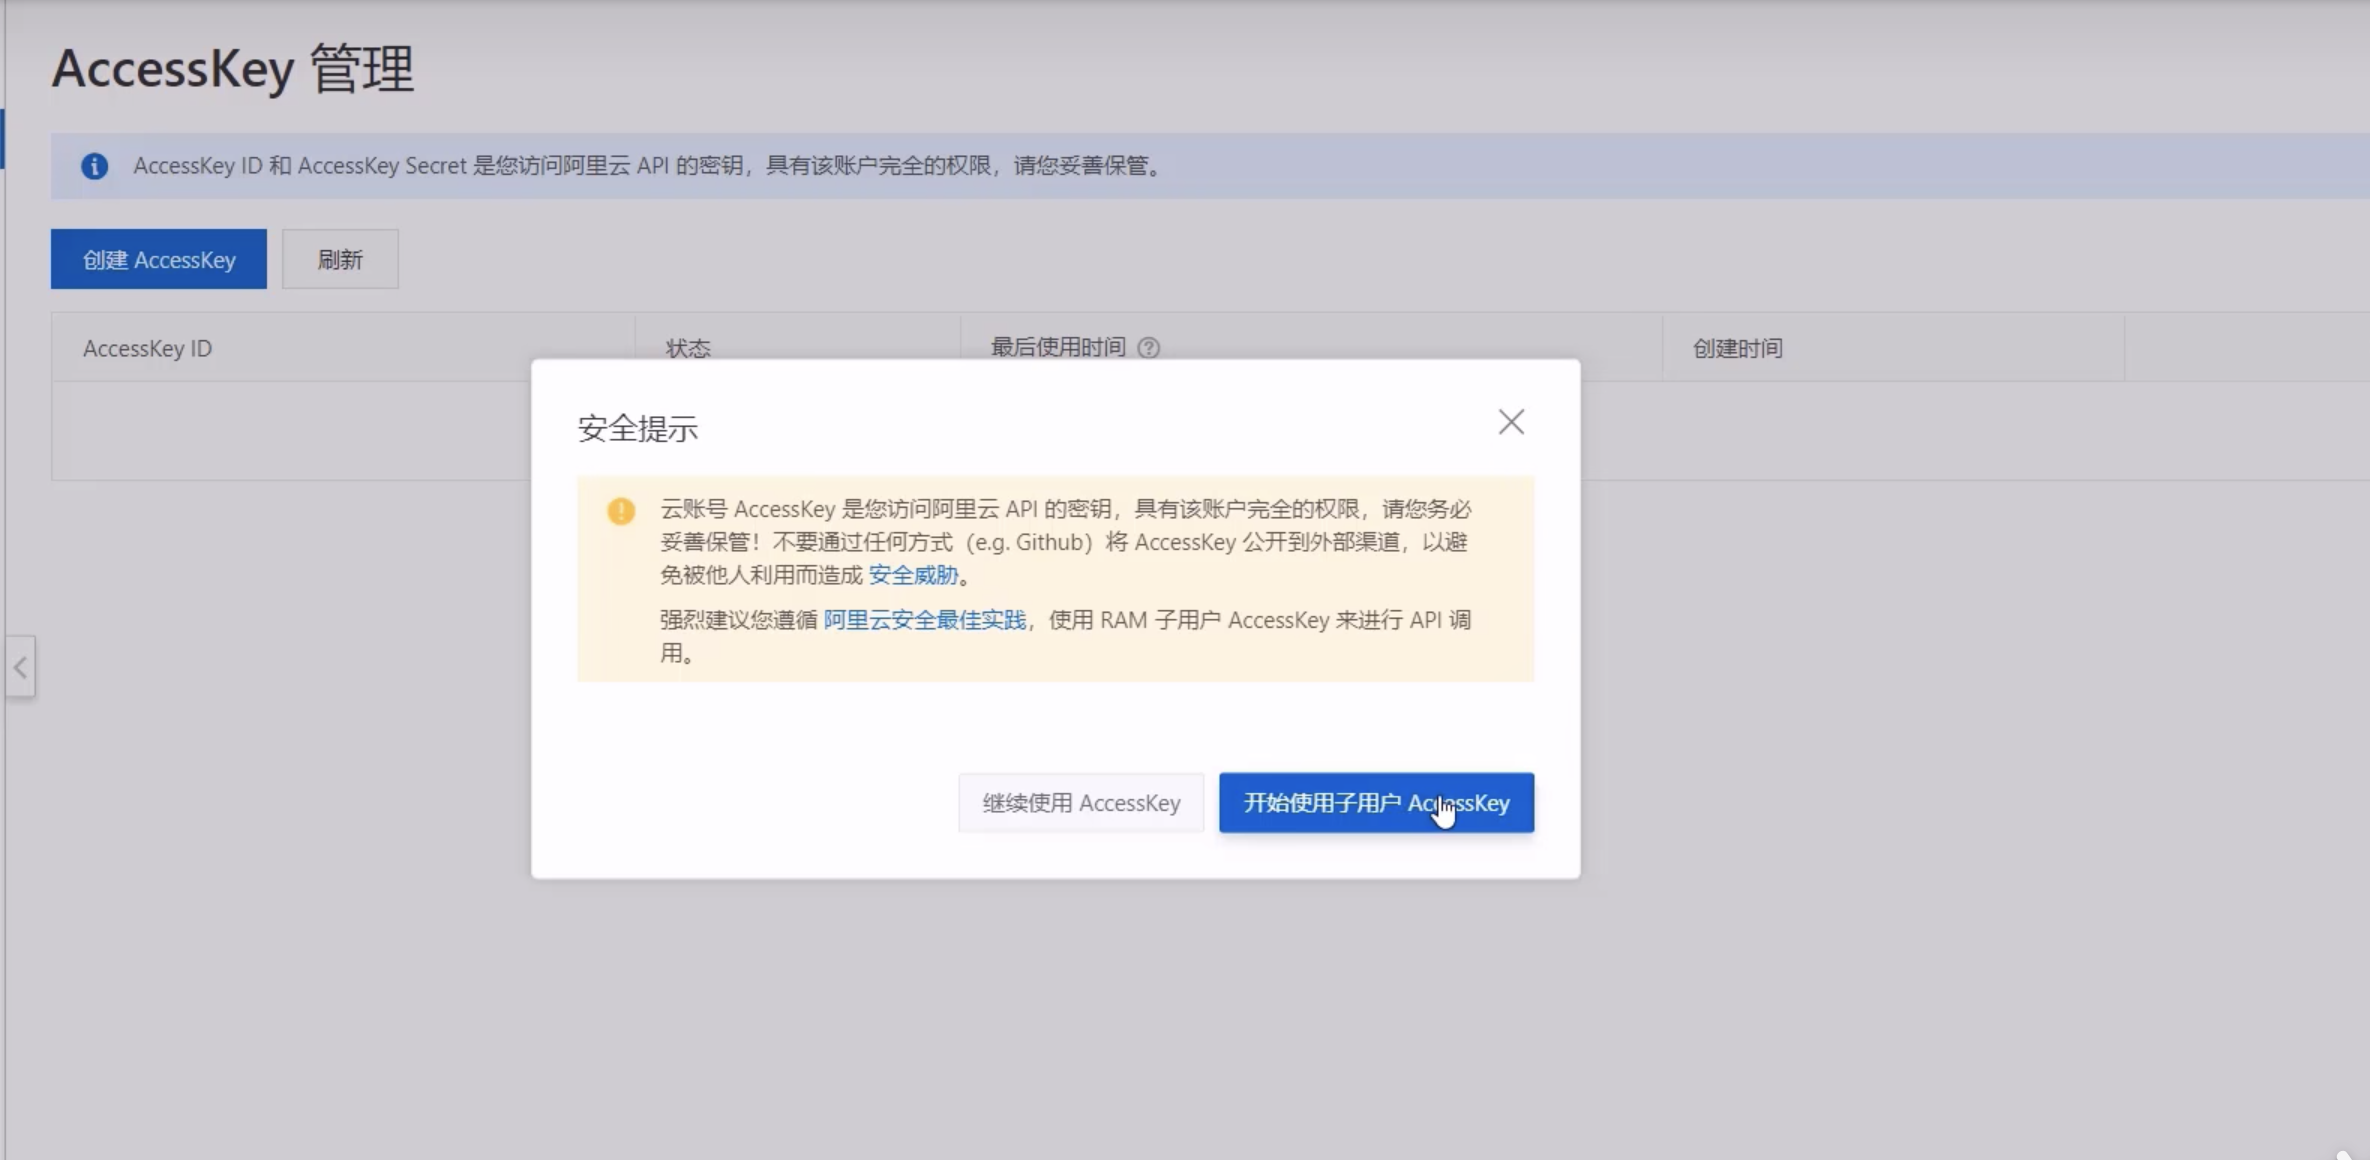 AccessKey 管理
AccessKey ID 和 AccessKey Secret 是您访问阿里云 API 的密钥，具有该账户完全的权限，请您妥善保管。
创建 AccessKey
刷新
AccessKey ID
状态
最后使用时间
创建时间
安全提示
云账号 AccessKey 是您访问阿里云 API 的密钥，具有该账户完全的权限，请您务必
妥善保管！不要通过任何方式（e.g. Github）将 AccessKey 公开到外部渠道，以避
免被他人利用而造成 安全威胁。
强烈建议您遵循 阿里云安全最佳实践，使用 RAM 子用户 AccessKey 来进行 API 调
用。
继续使用 AccessKey
开始使用子用户 AccessKey